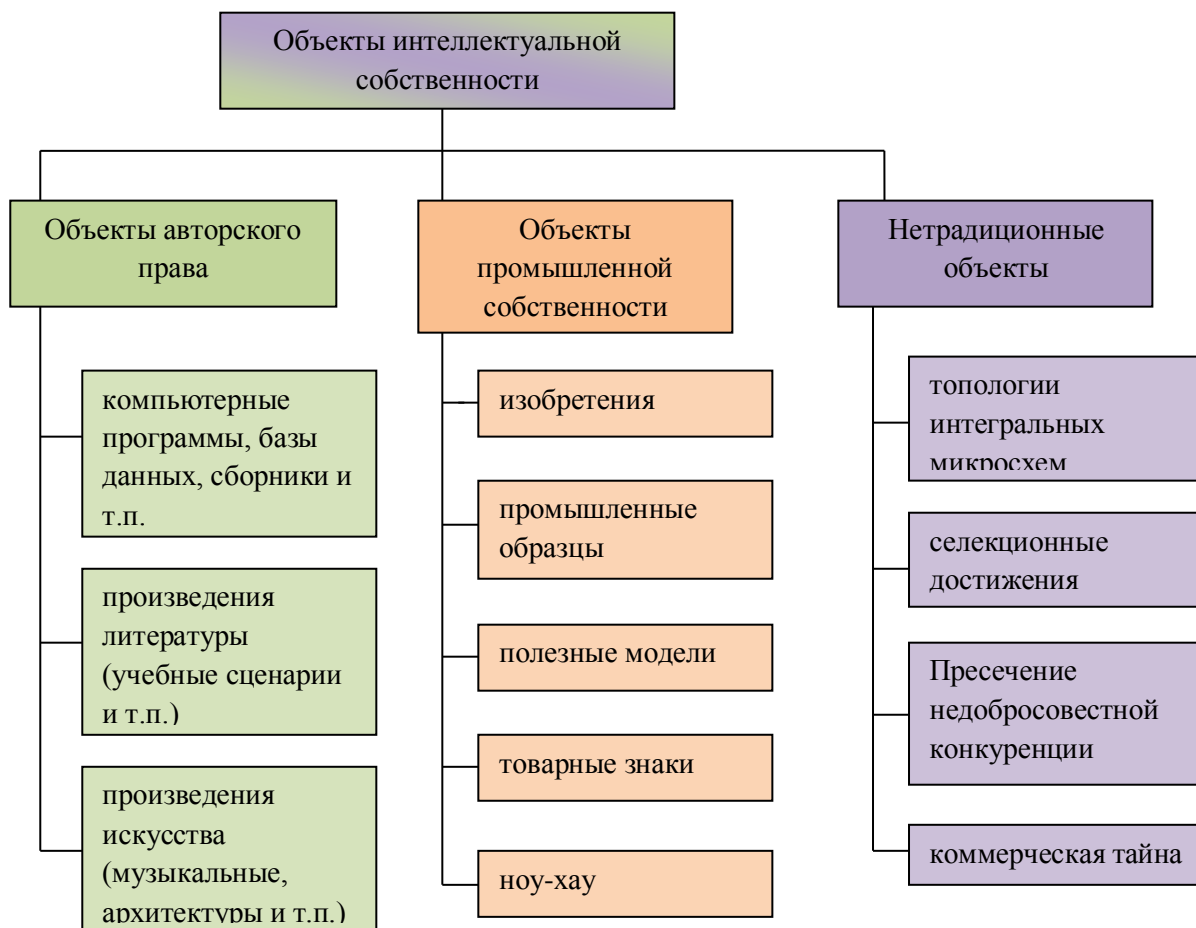 Объекты интеллектуальной
собственности
Объекты авторского
права
компьютерные
программы, базы
данных, сборники и
т.п.
произведения
литературы
(учебные сценарии
и т.п.)
произведения
искусства
(музыкальные,
архитектуры и т.п.)
Объекты
промышленной
собственности
изобретения
промышленные
образцы
полезные модели
товарные знаки
ноу-хау
Нетрадиционные
объекты
топологии
интегральных
микросхем
селекционные
достижения
Пресечение
недобросовестной
конкуренции
коммерческая тайна